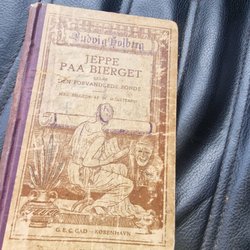 Ludvig Holberg
JEPPE
PAA BIERGET
ELLER
DEN FORVANDLEDE BONDE
G. E. C. GAD - KØBENHAVN